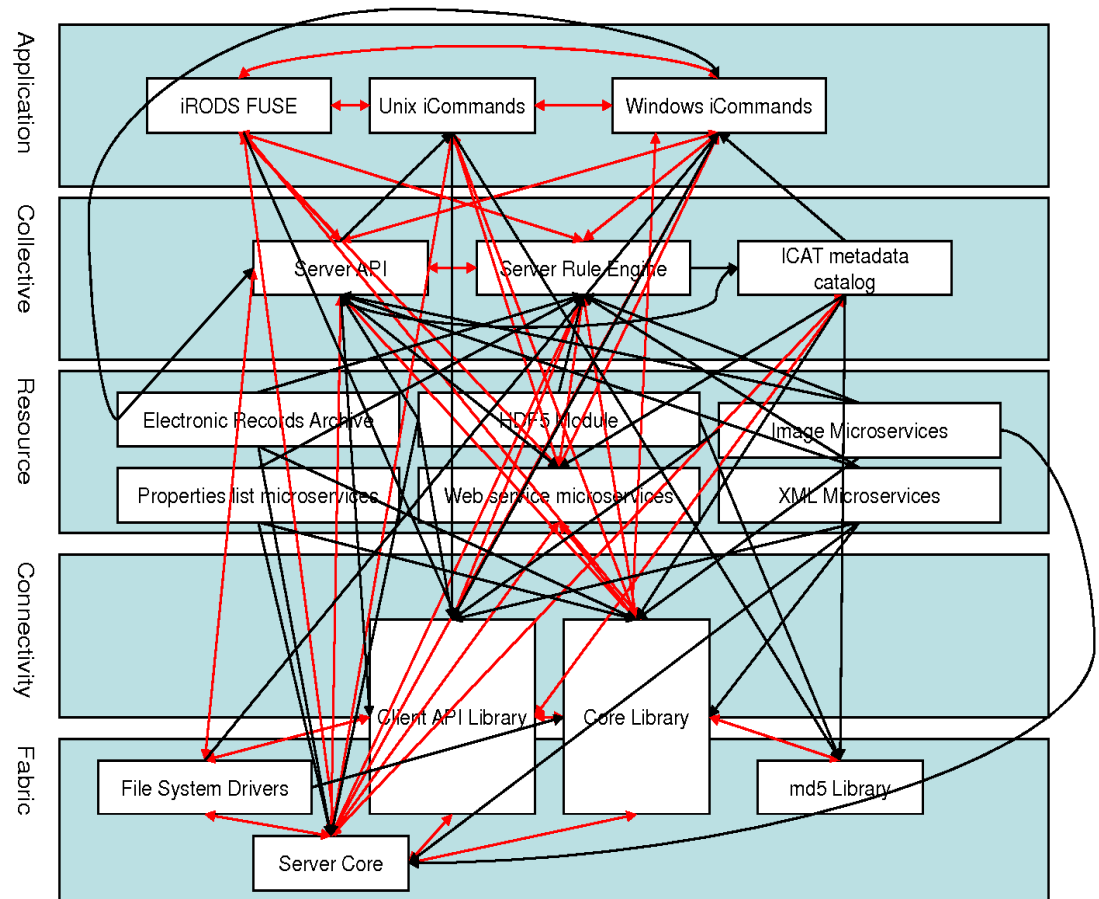 Application
iRODS FUSE
Unix iCommands
Windows iCommands
Collective
Server API
Server Rule Engine
ICAT metadata
catalog
Resource
Electronic Records Archive
HDF5 Module
Image Microservices
Properties list microservices
Web service microservices
XML Microservices
Connectivity
Client API Library
Core Library
Fabric
File System Drivers
md5 Library
Server Core